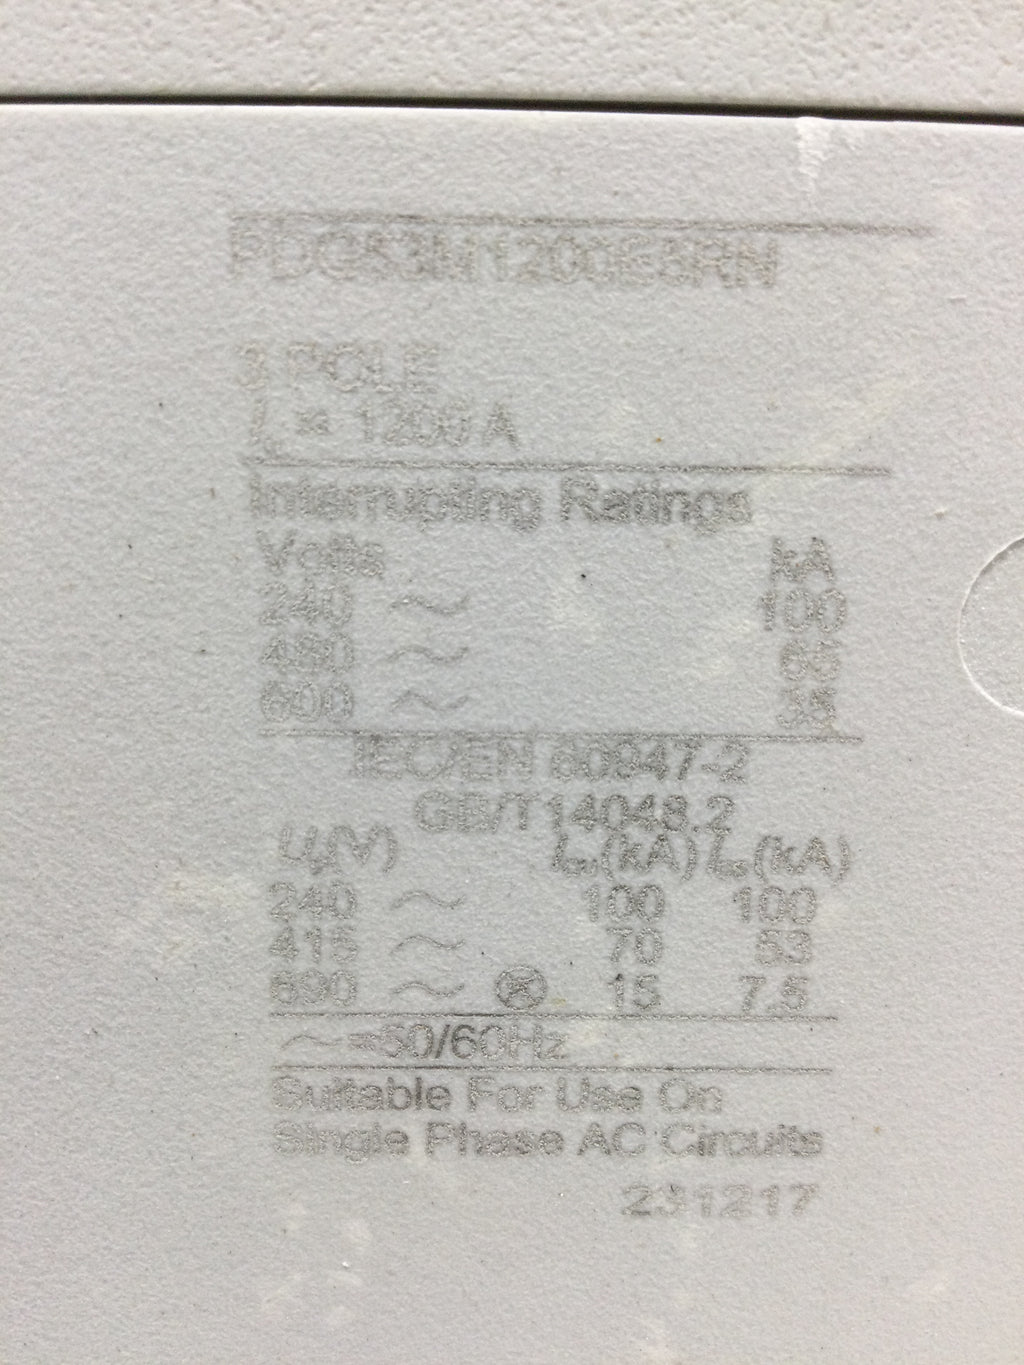 PDG53M1200E3RN
3 POLE
Iₙ = 1200 A
Interrupting Ratings
Volts kA
240 ~ 100
480 ~ 65
600 ~ 35
IEC/EN 60947-2
GB/T14048.2
Uₑ(V) Icu(kA) Ics(kA)
240 ~ 100 100
415 ~ 70 53
690 ~ ⓧ 15 7.5
~=50/60Hz
Suitable For Use On
Single Phase AC Circuits
231217